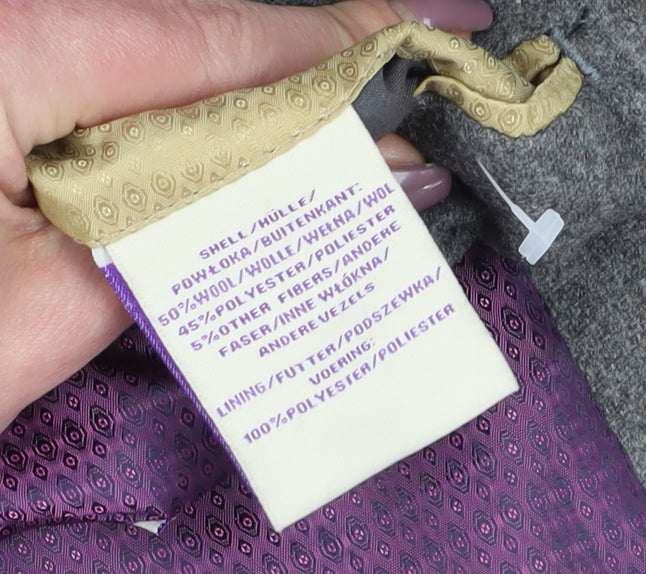 SHELL/HÜLLE/
POWŁOKA/BUITENKANT:
50%WOOL/WOLLE/WEŁNA/WOL
45%POLYESTER/POLIESTER
5%OTHER FIBERS/ANDERE
FASER/INNE WŁÓKNA/
ANDERE VEZELS
LINING/FUTTER/PODSZEWKA/
VOERING:
100%POLYESTER/POLIESTER